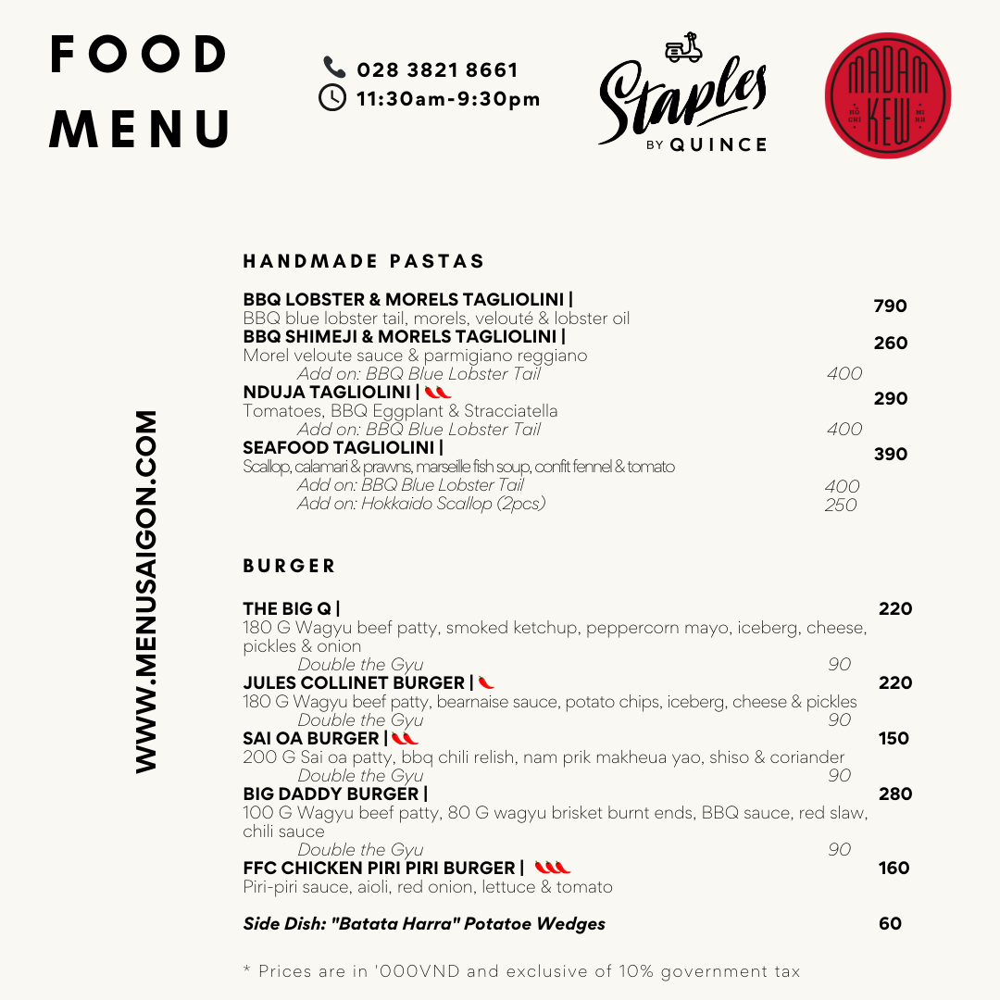 FOOD
MENU
028 3821 8661
11:30am-9:30pm
Staples
BY QUINCE
MADAM
KEW
HỒ CHÍ MI NH
WWW.MENUSAIGON.COM
HANDMADE PASTAS
BBQ LOBSTER & MORELS TAGLIOLINI | 790
BBQ blue lobster tail, morels, velouté & lobster oil
BBQ SHIMEJI & MORELS TAGLIOLINI | 260
Morel veloute sauce & parmigiano reggiano
Add on: BBQ Blue Lobster Tail 400
NDUJA TAGLIOLINI | 290
Tomatoes, BBQ Eggplant & Stracciatella
Add on: BBQ Blue Lobster Tail 400
SEAFOOD TAGLIOLINI | 390
Scallop, calamari & prawns, marseille fish soup, confit fennel & tomato
Add on: BBQ Blue Lobster Tail 400
Add on: Hokkaido Scallop (2pcs) 250
BURGER
THE BIG Q | 220
180 G Wagyu beef patty, smoked ketchup, peppercorn mayo, iceberg, cheese,
pickles & onion
Double the Gyu 90
JULES COLLINET BURGER | 220
180 G Wagyu beef patty, bearnaise sauce, potato chips, iceberg, cheese & pickles
Double the Gyu 90
SAI OA BURGER | 150
200 G Sai oa patty, bbq chili relish, nam prik makheua yao, shiso & coriander
Double the Gyu 90
BIG DADDY BURGER | 280
100 G Wagyu beef patty, 80 G wagyu brisket burnt ends, BBQ sauce, red slaw,
chili sauce
Double the Gyu 90
FFC CHICKEN PIRI PIRI BURGER | 160
Piri-piri sauce, aioli, red onion, lettuce & tomato
Side Dish: "Batata Harra" Potatoe Wedges 60
* Prices are in '000VND and exclusive of 10% government tax